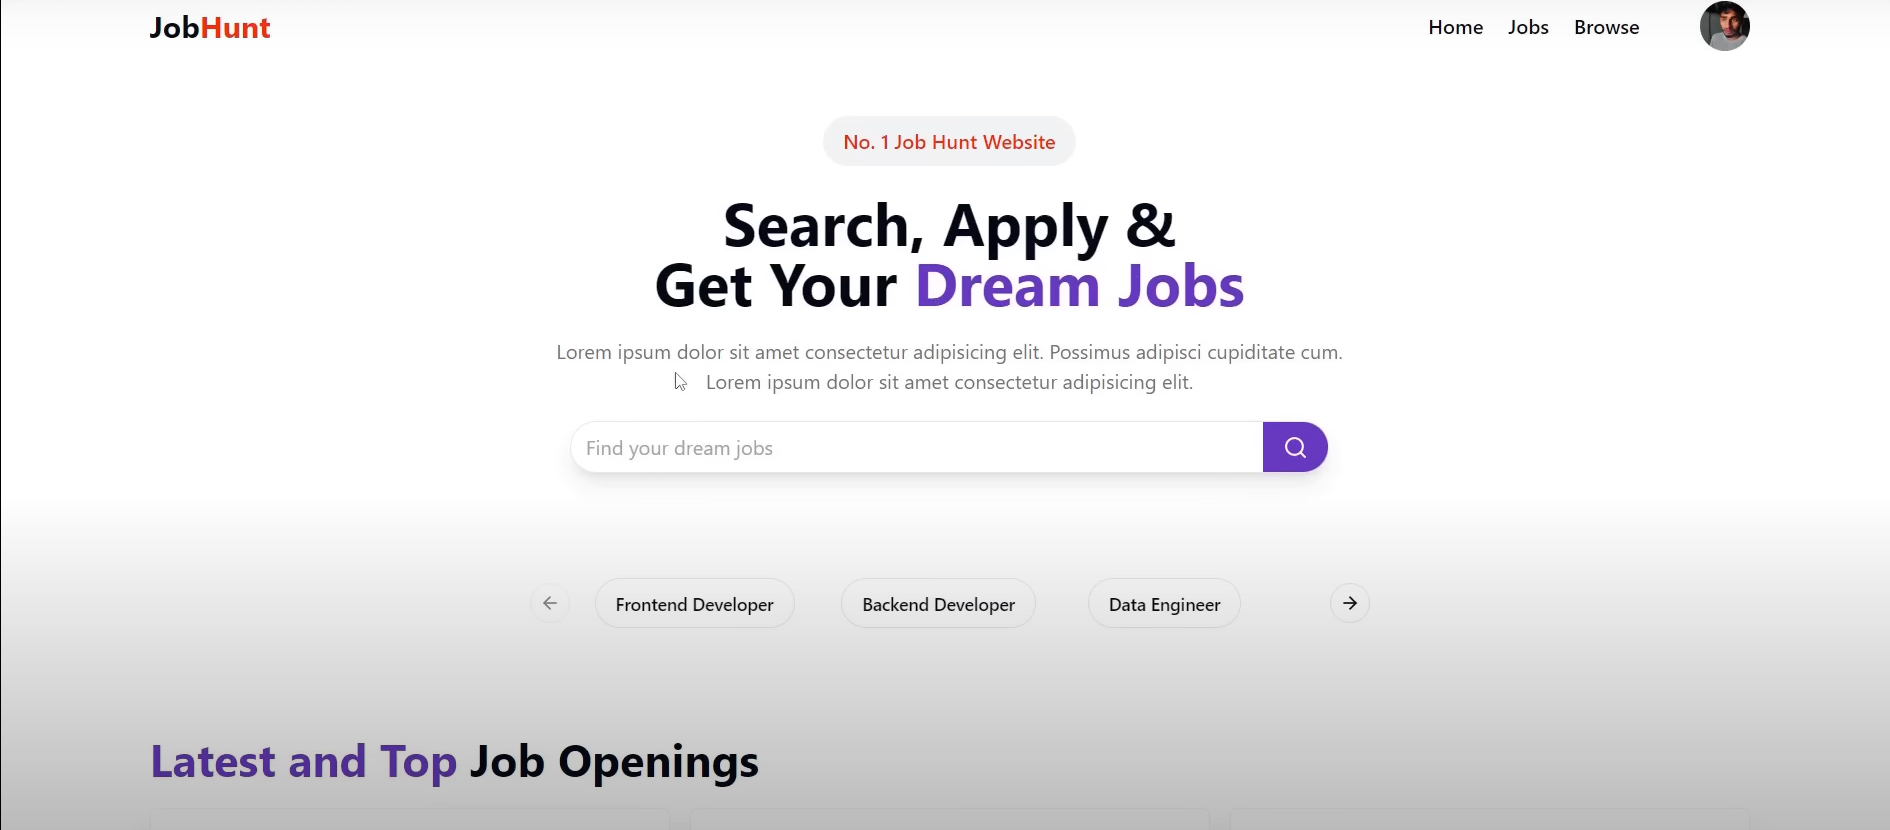 JobHunt
Home Jobs Browse
No. 1 Job Hunt Website
Search, Apply &
Get Your Dream Jobs
Lorem ipsum dolor sit amet consectetur adipisicing elit. Possimus adipisci cupiditate cum.
Lorem ipsum dolor sit amet consectetur adipisicing elit.
Find your dream jobs
Frontend Developer Backend Developer Data Engineer
Latest and Top Job Openings